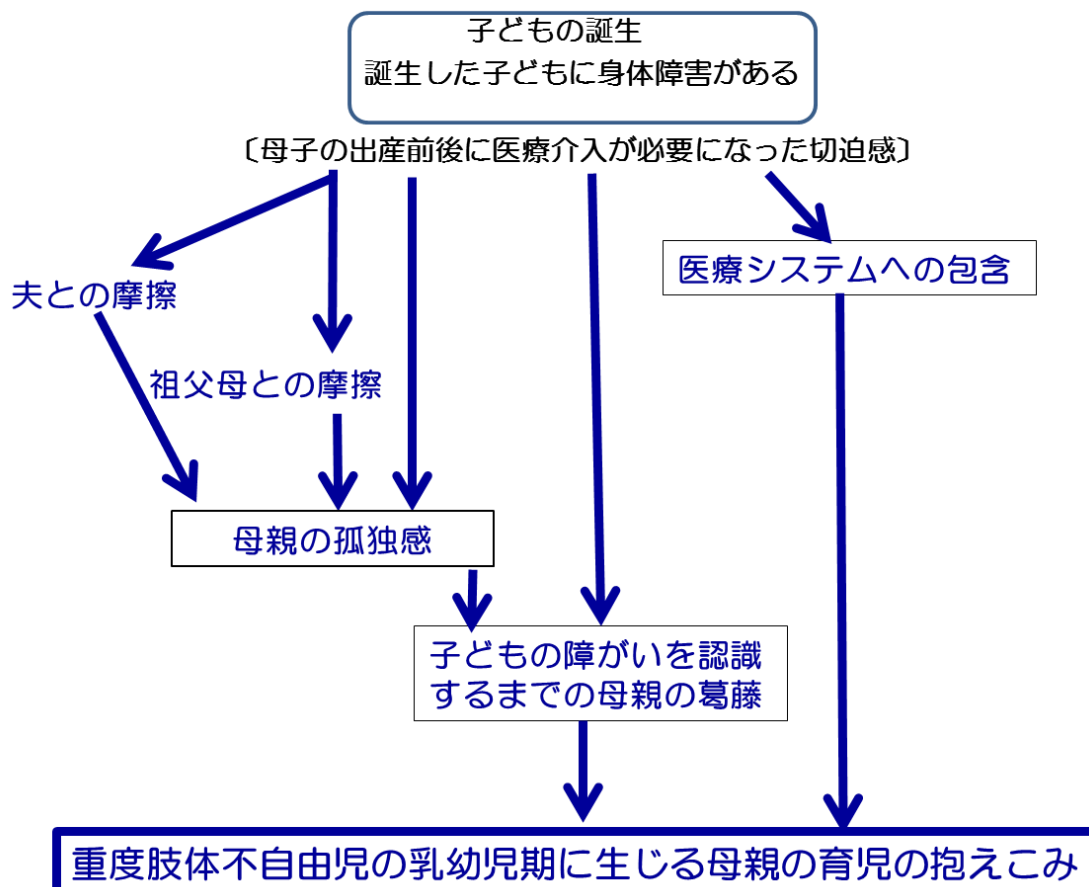 子どもの誕生
誕生した子どもに身体障害がある
〔母子の出産前後に医療介入が必要になった切迫感〕
医療システムへの包含
夫との摩擦
祖父母との摩擦
母親の孤独感
子どもの障がいを認識
するまでの母親の葛藤
重度肢体不自由児の乳幼児期に生じる母親の育児の抱えこみ